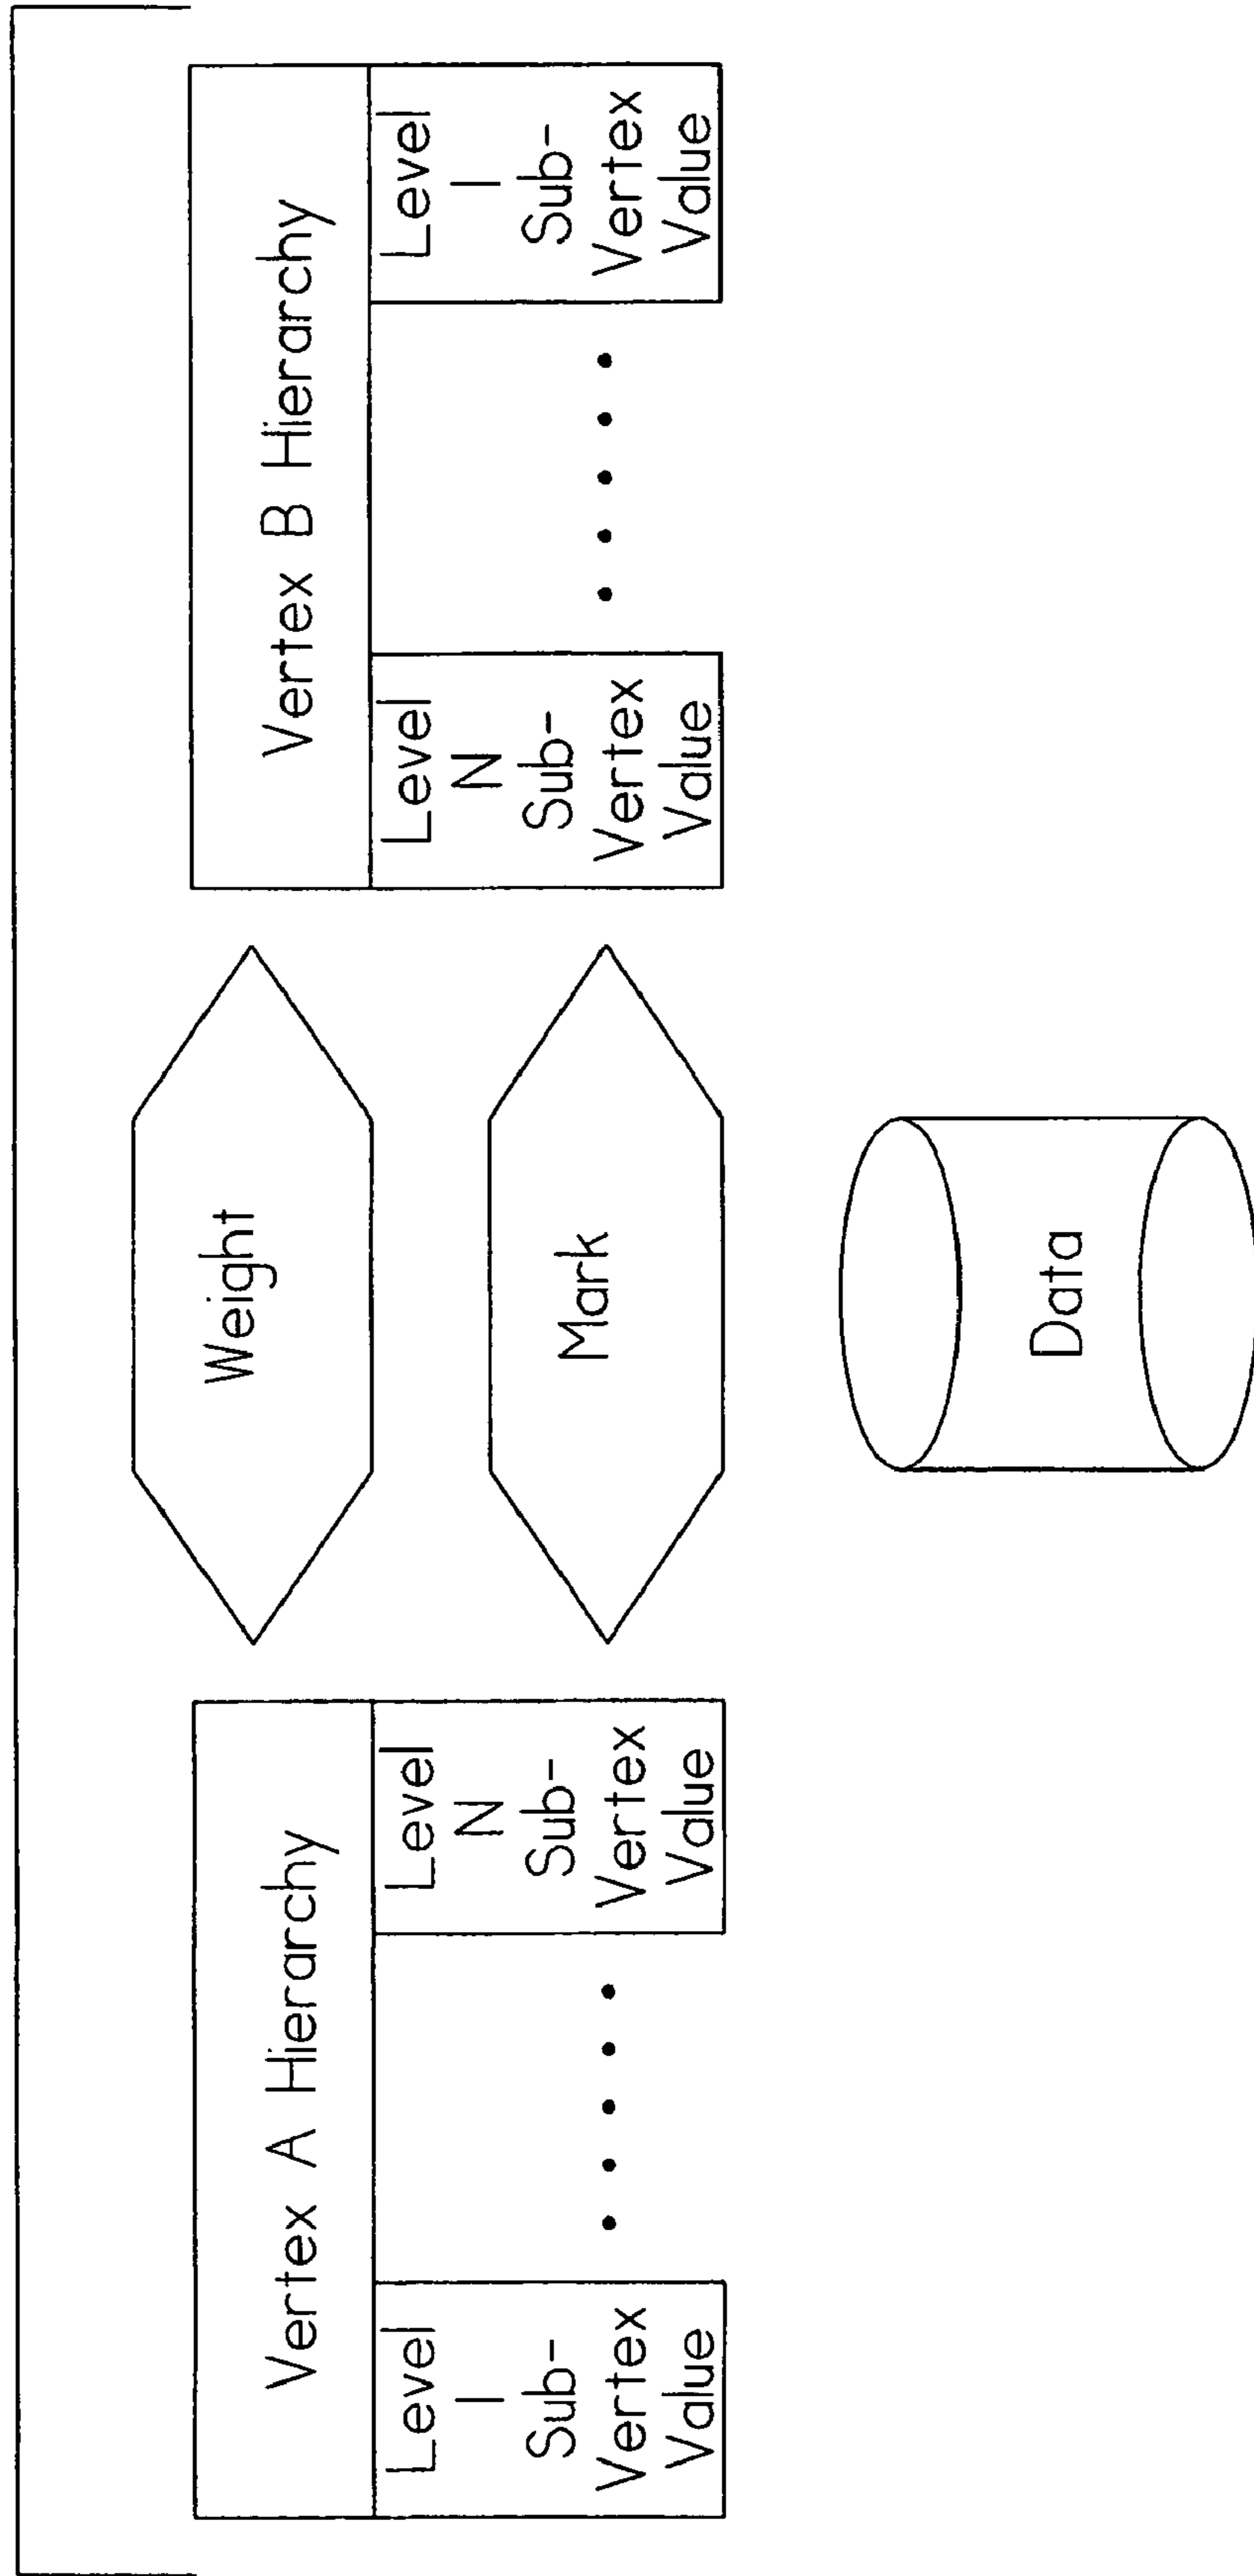 Vertex A Hierarchy
Level
1
Sub-
Vertex
Value
Level
N
Sub-
Vertex
Value
Weight
Mark
Data
Vertex B Hierarchy
Level
N
Sub-
Vertex
Value
Level
1
Sub-
Vertex
Value